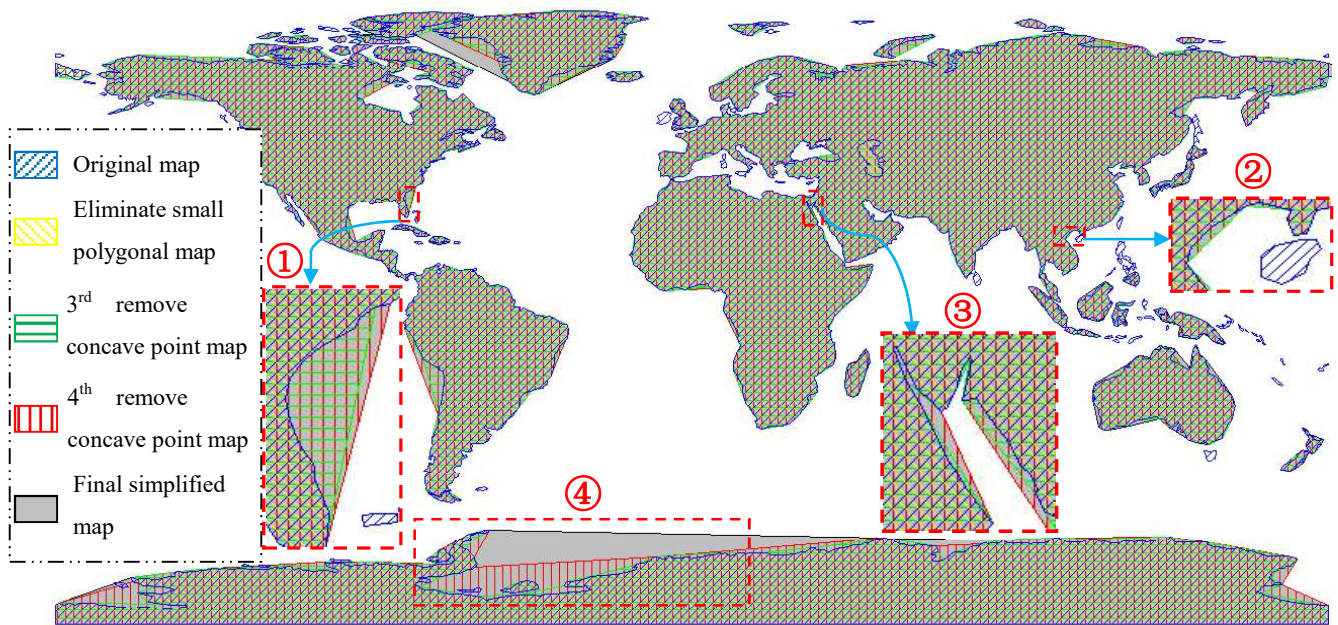 ②
Original map
Eliminate small
polygonal map
①
3rd remove
concave point map
③
4th remove
concave point map
Final simplified
map
④